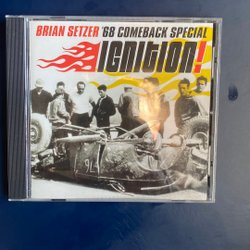 BRIAN SETZER '68 COMEBACK SPECIAL
IGNITION!